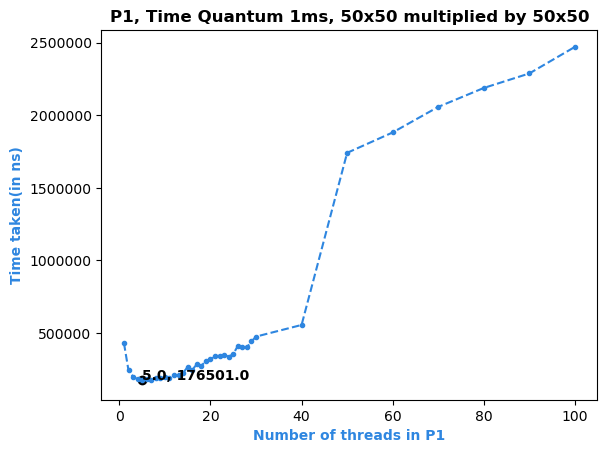 P1, Time Quantum 1ms, 50x50 multiplied by 50x50
2500000
2000000
1500000
1000000
500000
Time taken(in ns)
5.0, 176501.0
0 20 40 60 80 100
Number of threads in P1